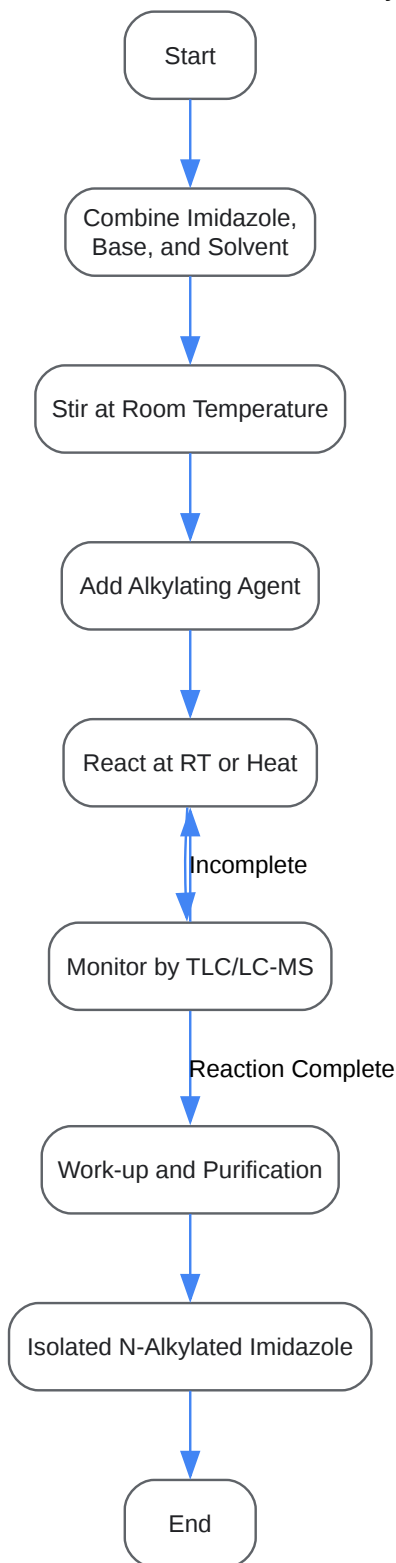 Start
Combine Imidazole,
Base, and Solvent
Stir at Room Temperature
Add Alkylating Agent
React at RT or Heat
Incomplete
Monitor by TLC/LC-MS
Reaction Complete
Work-up and Purification
Isolated N-Alkylated Imidazole
End